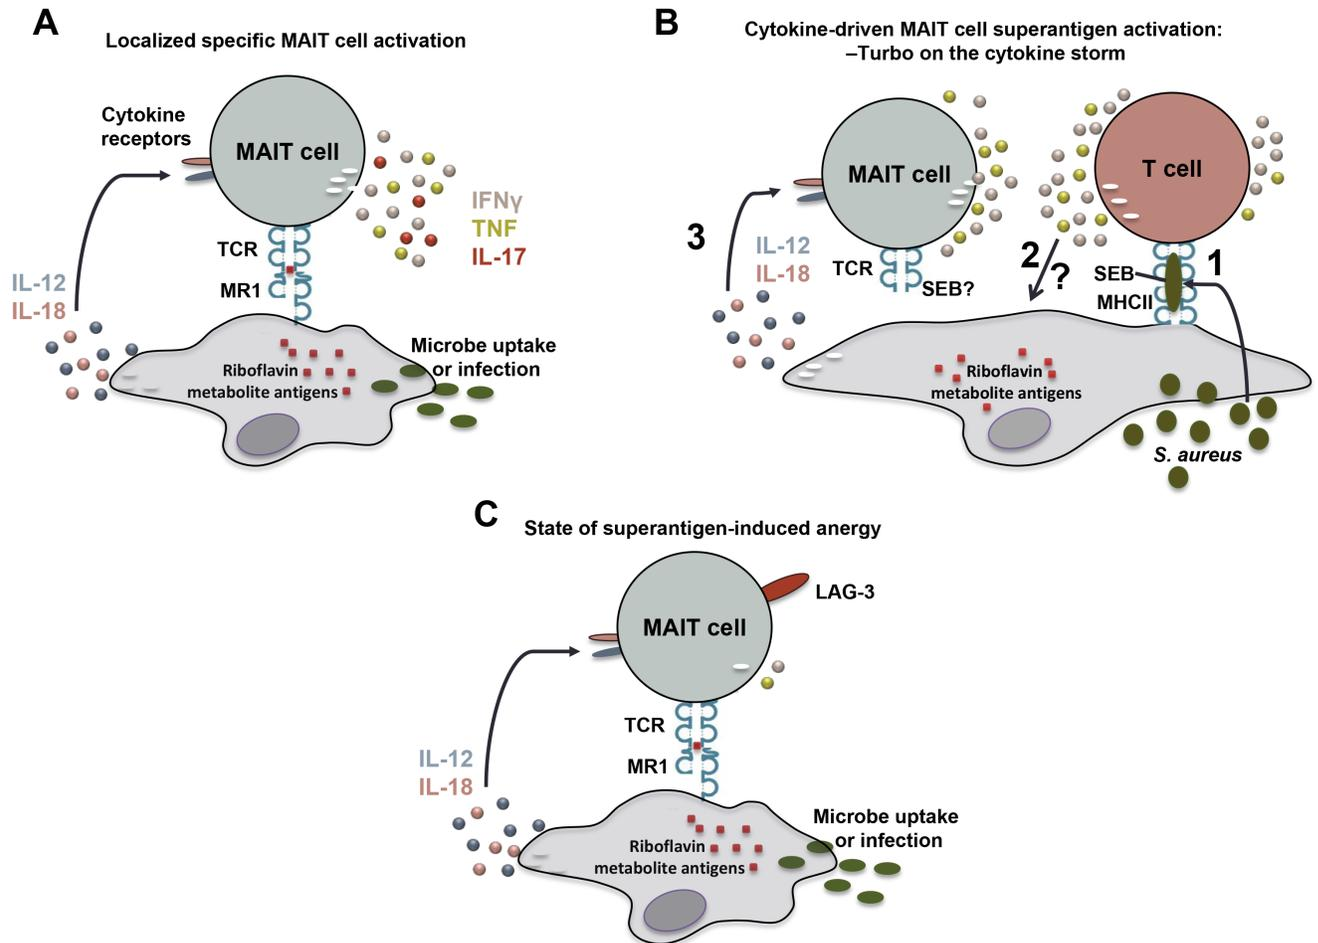 A
Localized specific MAIT cell activation
Cytokine
receptors
MAIT cell
IFNγ
TNF
IL-17
TCR
MR1
IL-12
IL-18
Microbe uptake
or infection
Riboflavin
metabolite antigens
B
Cytokine-driven MAIT cell superantigen activation:
–Turbo on the cytokine storm
MAIT cell
T cell
3
IL-12
IL-18
TCR
SEB?
2
?
SEB
1
MHCII
Riboflavin
metabolite antigens
S. aureus
C
State of superantigen-induced anergy
LAG-3
MAIT cell
TCR
MR1
IL-12
IL-18
Microbe uptake
or infection
Riboflavin
metabolite antigens